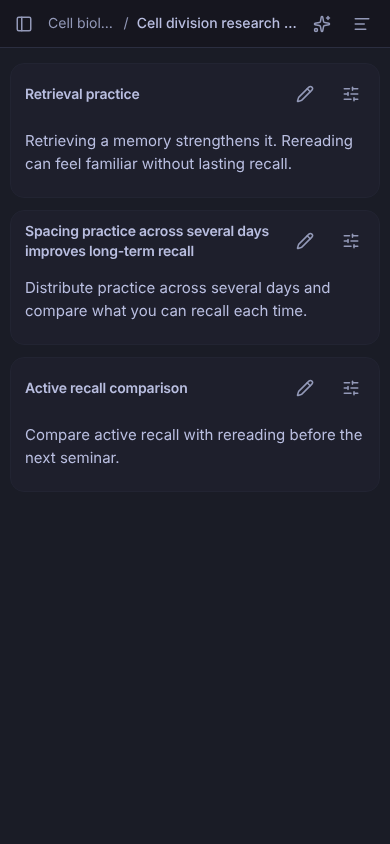 Cell biol... / Cell division research ...
Retrieval practice
Retrieving a memory strengthens it. Rereading
can feel familiar without lasting recall.
Spacing practice across several days
improves long-term recall
Distribute practice across several days and
compare what you can recall each time.
Active recall comparison
Compare active recall with rereading before the
next seminar.